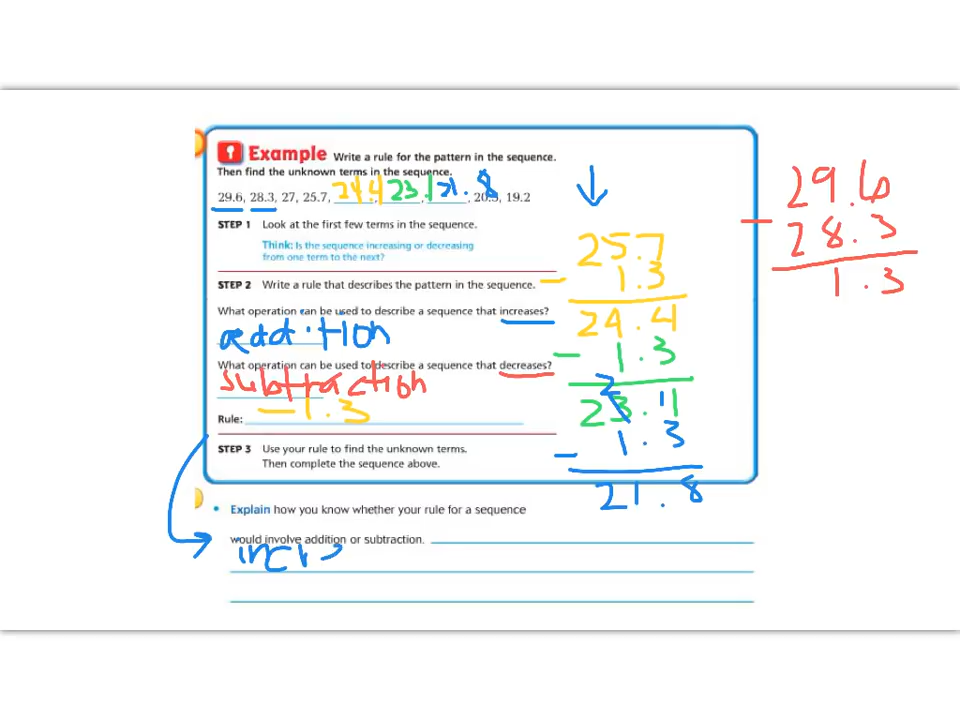 Example Write a rule for the pattern in the sequence.
Then find the unknown terms in the sequence.
29.6, 28.3, 27, 25.7, 24.4, 23.1, 21.8, 20.5, 19.2
STEP 1 Look at the first few terms in the sequence.
Think: Is the sequence increasing or decreasing
from one term to the next?
STEP 2 Write a rule that describes the pattern in the sequence.
What operation can be used to describe a sequence that increases?
addition
What operation can be used to describe a sequence that decreases?
subtraction
Rule: -1.3
STEP 3 Use your rule to find the unknown terms.
Then complete the sequence above.
25.7
- 1.3
24.4
- 1.3
2
23.1
- 1.3
21.8
29.6
- 28.3
1.3
• Explain how you know whether your rule for a sequence
would involve addition or subtraction.